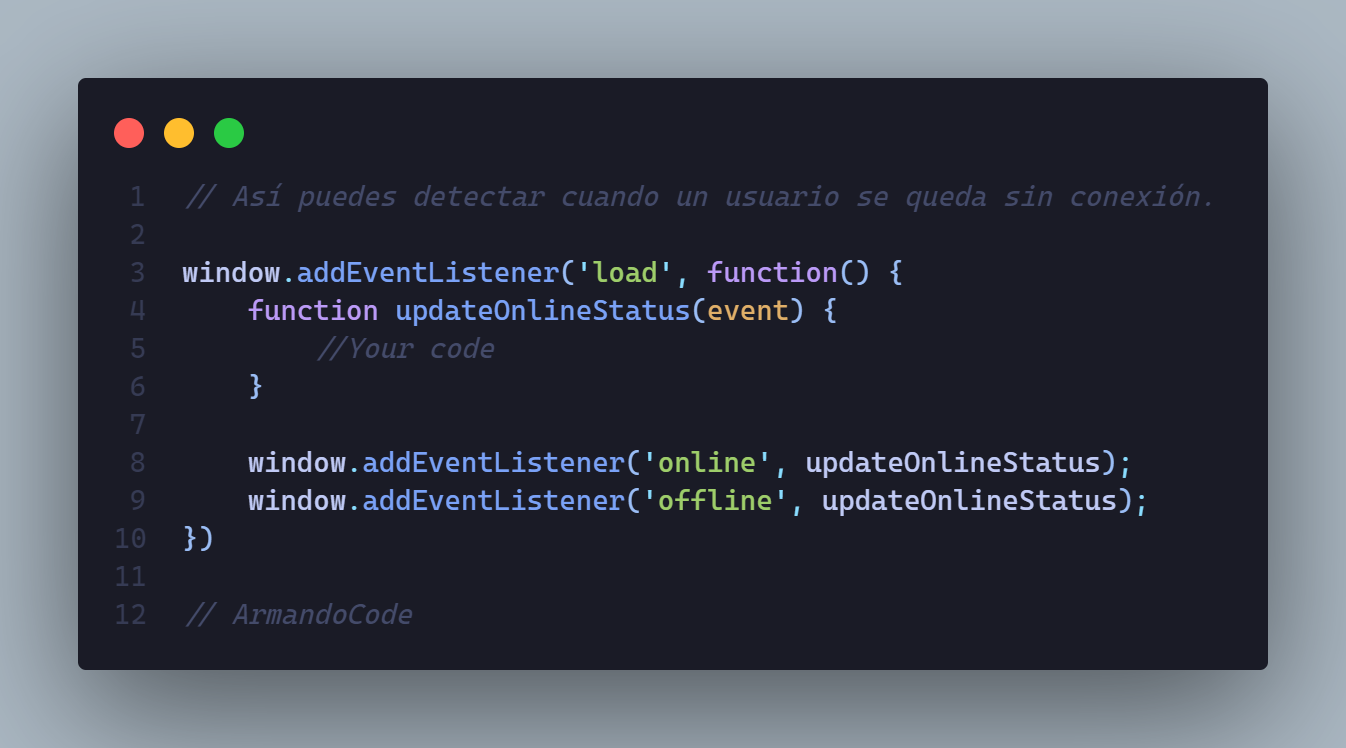 1 // Así puedes detectar cuando un usuario se queda sin conexión.
2
3 window.addEventListener('load', function() {
4     function updateOnlineStatus(event) {
5         //Your code
6     }
7
8     window.addEventListener('online', updateOnlineStatus);
9     window.addEventListener('offline', updateOnlineStatus);
10 })
11
12 // ArmandoCode